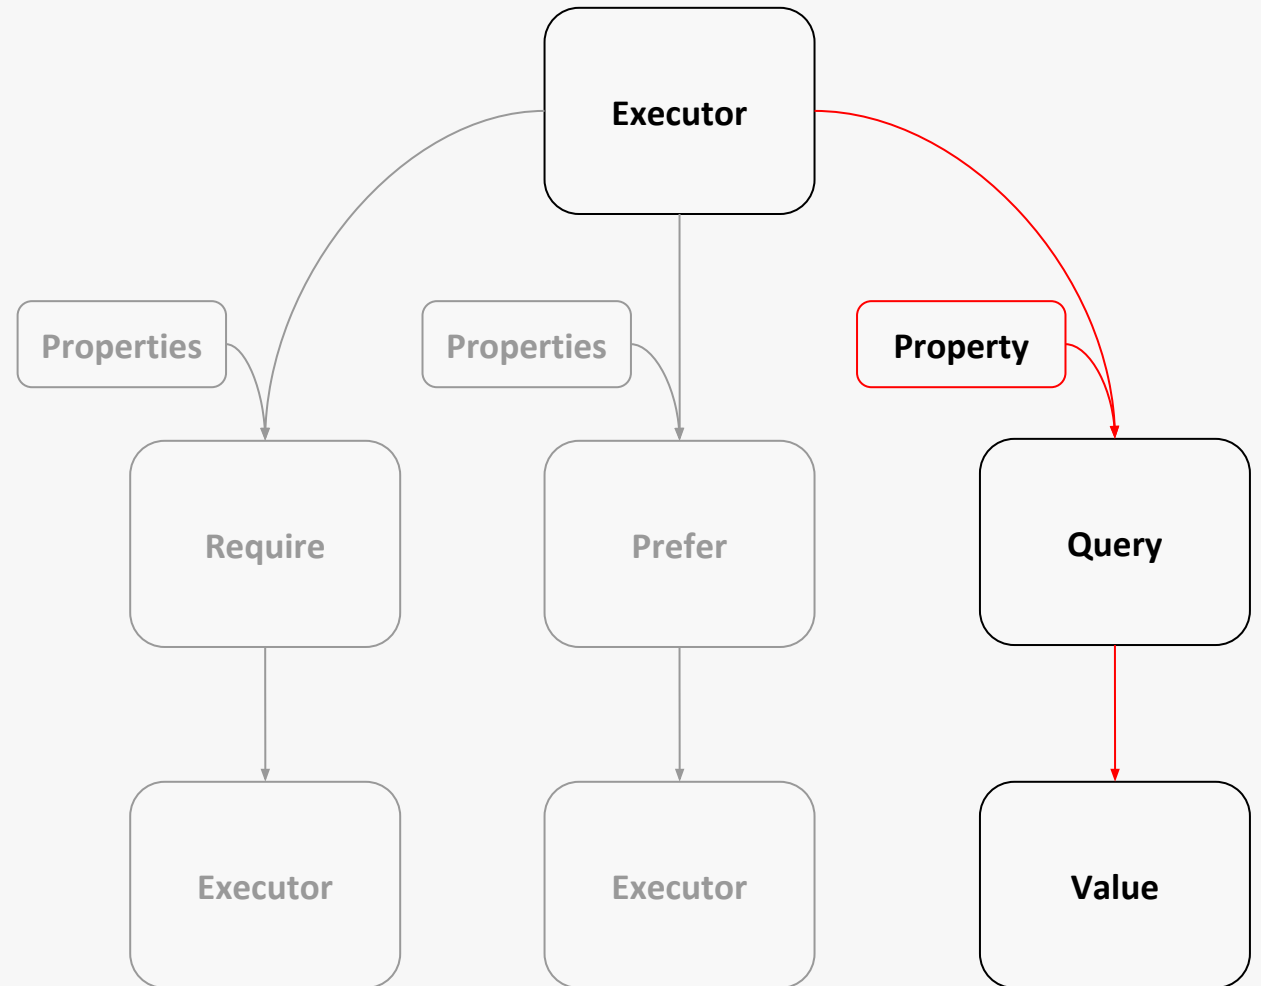 Executor
Properties
Properties
Property
Require
Prefer
Query
Executor
Executor
Value